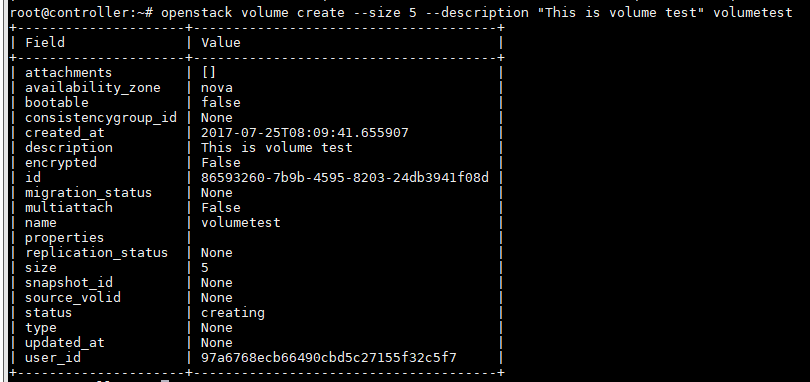 root@controller:~# openstack volume create --size 5 --description "This is volume test" volumetest
+---------------------+--------------------------------------+
| Field               | Value                                |
+---------------------+--------------------------------------+
| attachments         | []                                   |
| availability_zone   | nova                                 |
| bootable            | false                                |
| consistencygroup_id | None                                 |
| created_at          | 2017-07-25T08:09:41.655907           |
| description         | This is volume test                  |
| encrypted           | False                                |
| id                  | 86593260-7b9b-4595-8203-24db3941f08d |
| migration_status    | None                                 |
| multiattach         | False                                |
| name                | volumetest                           |
| properties          |                                      |
| replication_status  | None                                 |
| size                | 5                                    |
| snapshot_id         | None                                 |
| source_volid        | None                                 |
| status              | creating                             |
| type                | None                                 |
| updated_at          | None                                 |
| user_id             | 97a6768ecb66490cbd5c27155f32c5f7     |
+---------------------+--------------------------------------+